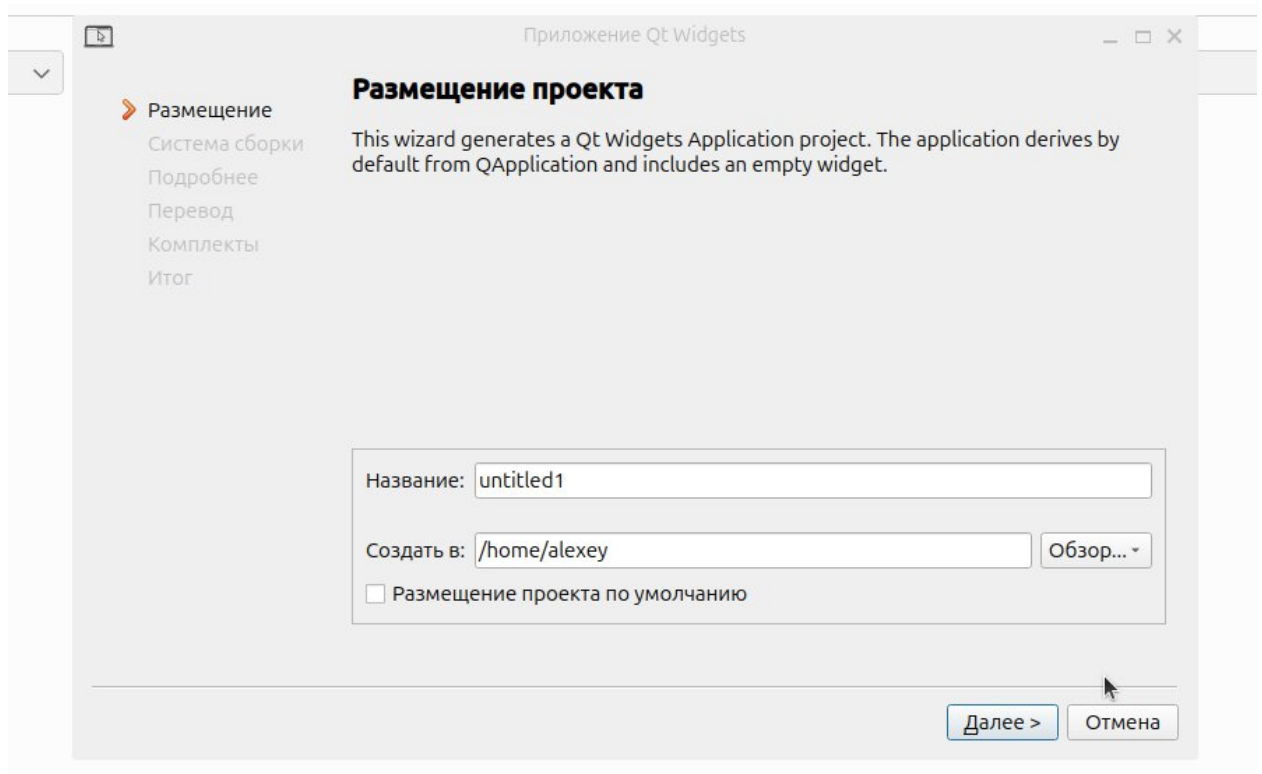 Приложение Qt Widgets
Размещение
Система сборки
Подробнее
Перевод
Комплекты
Итог
Размещение проекта
This wizard generates a Qt Widgets Application project. The application derives by
default from QApplication and includes an empty widget.
Название: untitled1
Создать в: /home/alexey Обзор...
Размещение проекта по умолчанию
Далее > Отмена